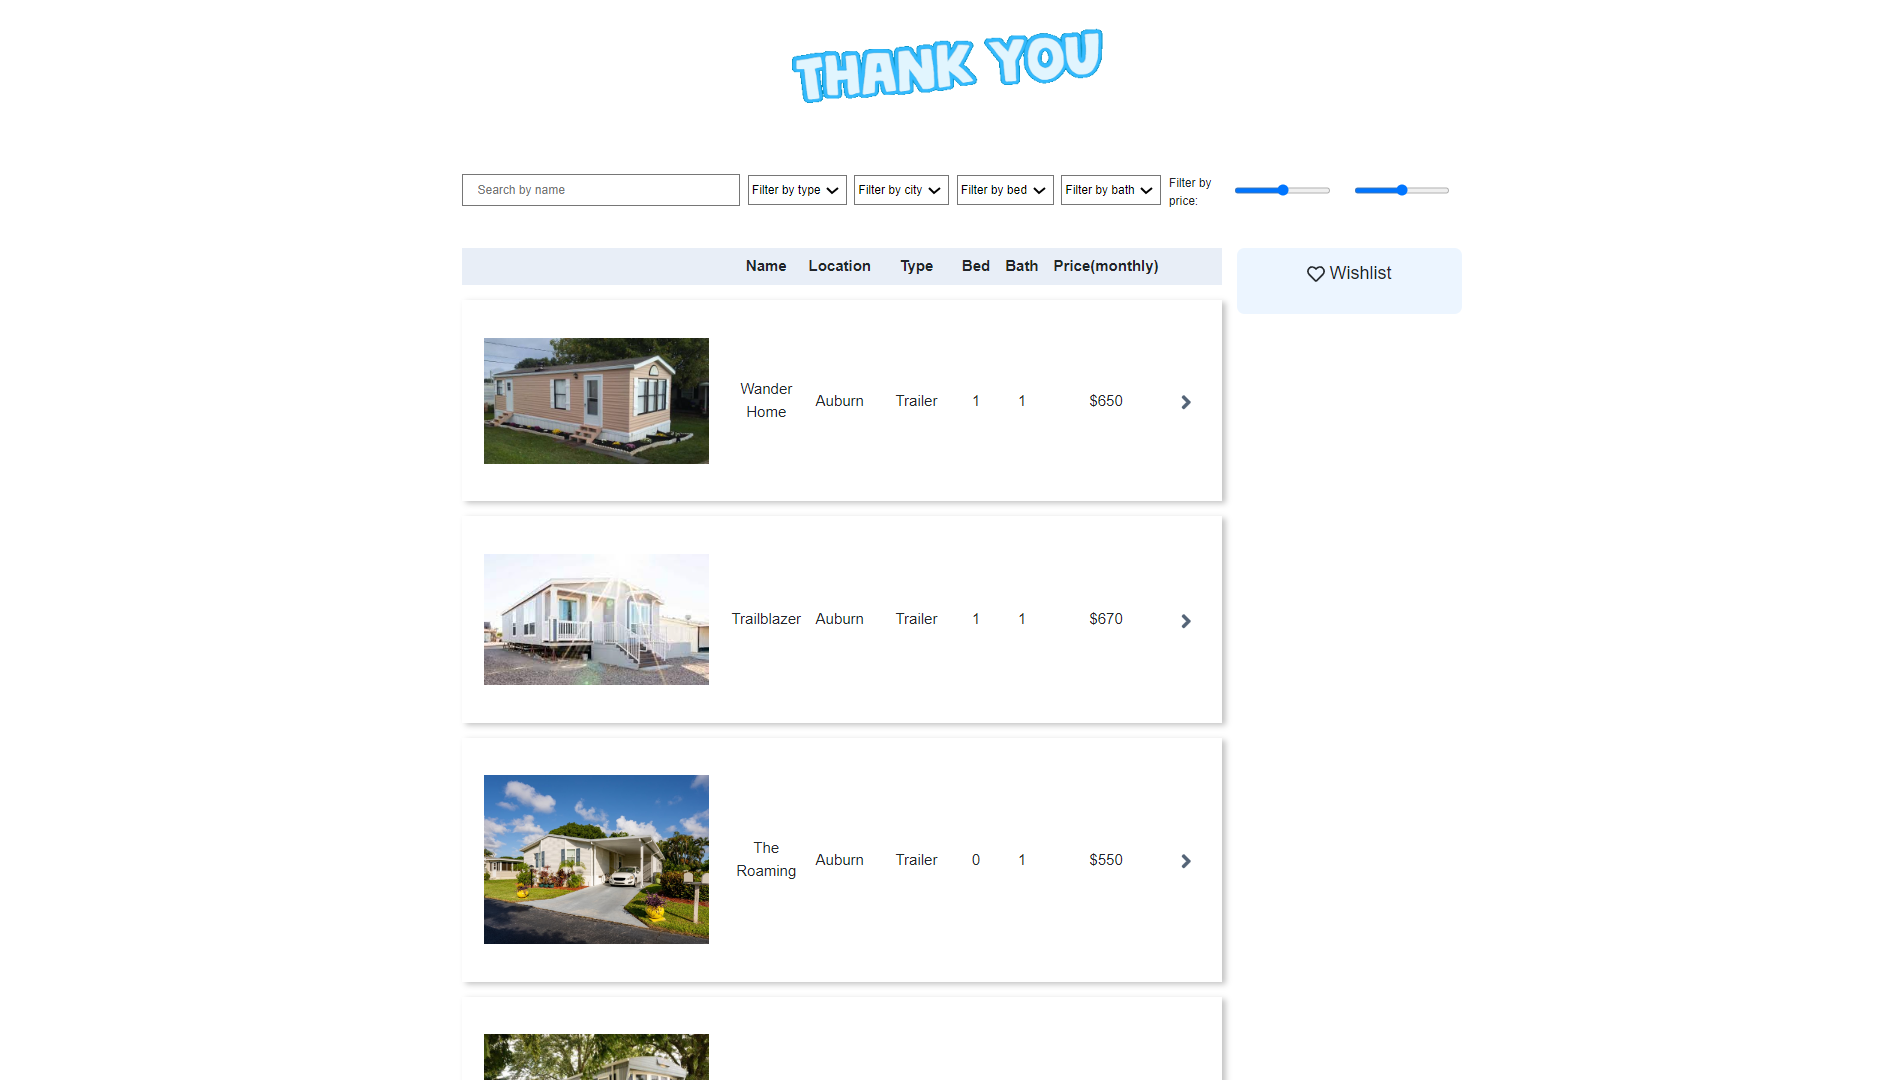 THANK YOU
Search by name
Filter by type
Filter by city
Filter by bed
Filter by bath
Filter by
price:
Name Location Type Bed Bath Price(monthly)
Wishlist
Wander
Home
Auburn Trailer 1 1 $650
Trailblazer Auburn Trailer 1 1 $670
The
Roaming
Auburn Trailer 0 1 $550